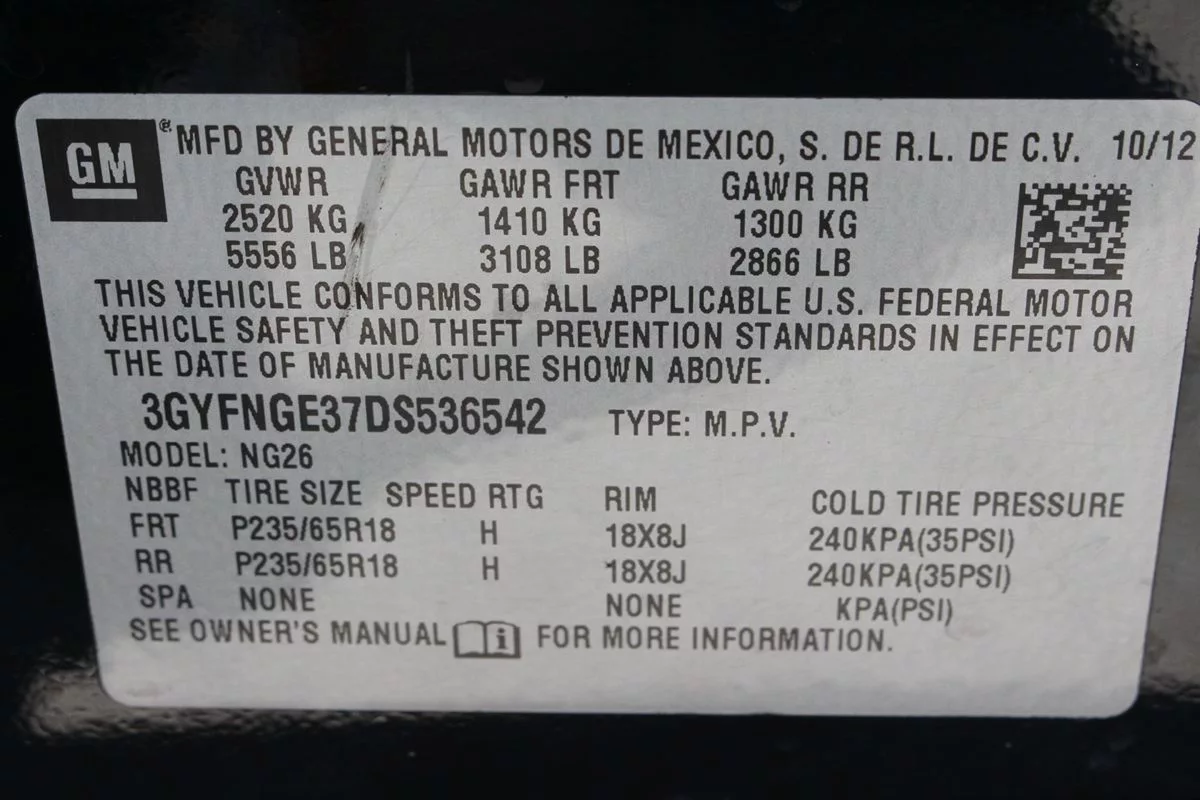 GM ® MFD BY GENERAL MOTORS DE MEXICO, S. DE R.L. DE C.V. 10/12
GVWR GAWR FRT GAWR RR
2520 KG 1410 KG 1300 KG
5556 LB 3108 LB 2866 LB
THIS VEHICLE CONFORMS TO ALL APPLICABLE U.S. FEDERAL MOTOR
VEHICLE SAFETY AND THEFT PREVENTION STANDARDS IN EFFECT ON
THE DATE OF MANUFACTURE SHOWN ABOVE.
3GYFNGE37DS536542 TYPE: M.P.V.
MODEL: NG26
NBBF TIRE SIZE SPEED RTG RIM COLD TIRE PRESSURE
FRT P235/65R18 H 18X8J 240KPA(35PSI)
RR P235/65R18 H 18X8J 240KPA(35PSI)
SPA NONE NONE KPA(PSI)
SEE OWNER'S MANUAL i FOR MORE INFORMATION.